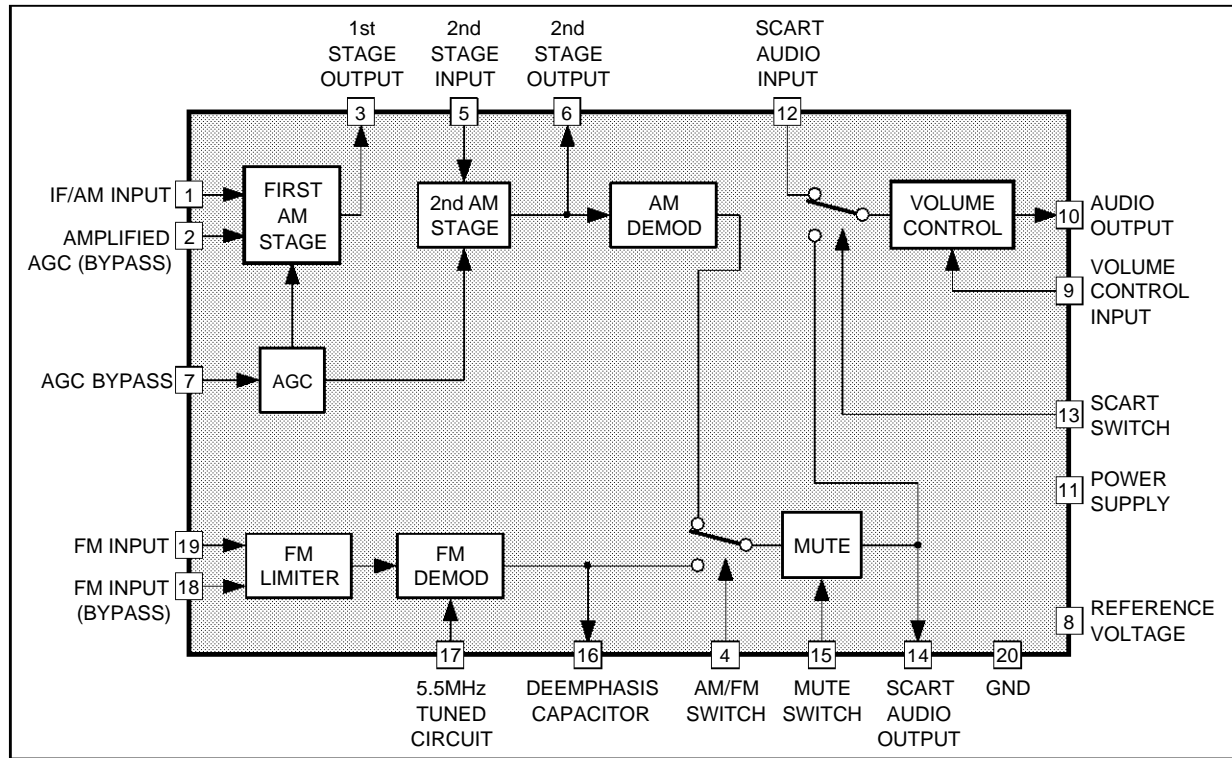 1st
STAGE
OUTPUT
2nd
STAGE
INPUT
2nd
STAGE
OUTPUT
SCART
AUDIO
INPUT
3
5
6
12
IF/AM INPUT
1
AMPLIFIED
AGC (BYPASS)
2
FIRST
AM
STAGE
2nd AM
STAGE
AM
DEMOD
VOLUME
CONTROL
10
AUDIO
OUTPUT
9
VOLUME
CONTROL
INPUT
AGC BYPASS
7
AGC
13
SCART
SWITCH
11
POWER
SUPPLY
FM INPUT
19
FM INPUT
(BYPASS)
18
FM
LIMITER
FM
DEMOD
MUTE
8
REFERENCE
VOLTAGE
17
16
4
15
14
20
5.5MHz
TUNED
CIRCUIT
DEEMPHASIS
CAPACITOR
AM/FM
SWITCH
MUTE
SWITCH
SCART
AUDIO
OUTPUT
GND